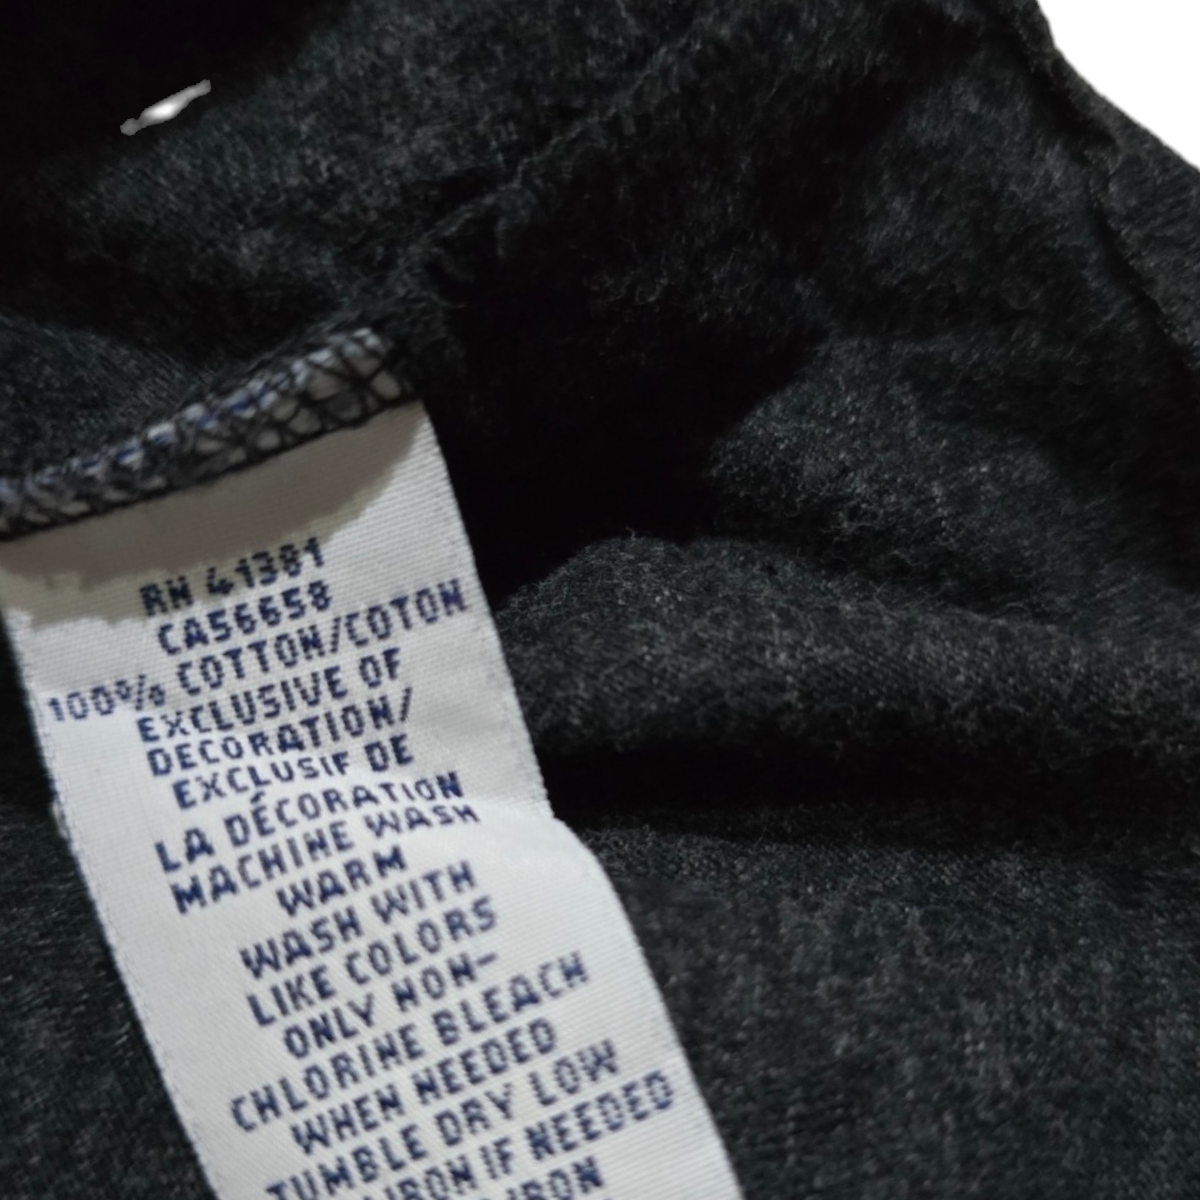 RN 41381
CA56658
100% COTTON/COTON
EXCLUSIVE OF
DECORATION/
EXCLUSIF DE
LA DÉCORATION
MACHINE WASH
WARM
WASH WITH
LIKE COLORS
ONLY NON-
CHLORINE BLEACH
WHEN NEEDED
TUMBLE DRY LOW
IRON IF NEEDED